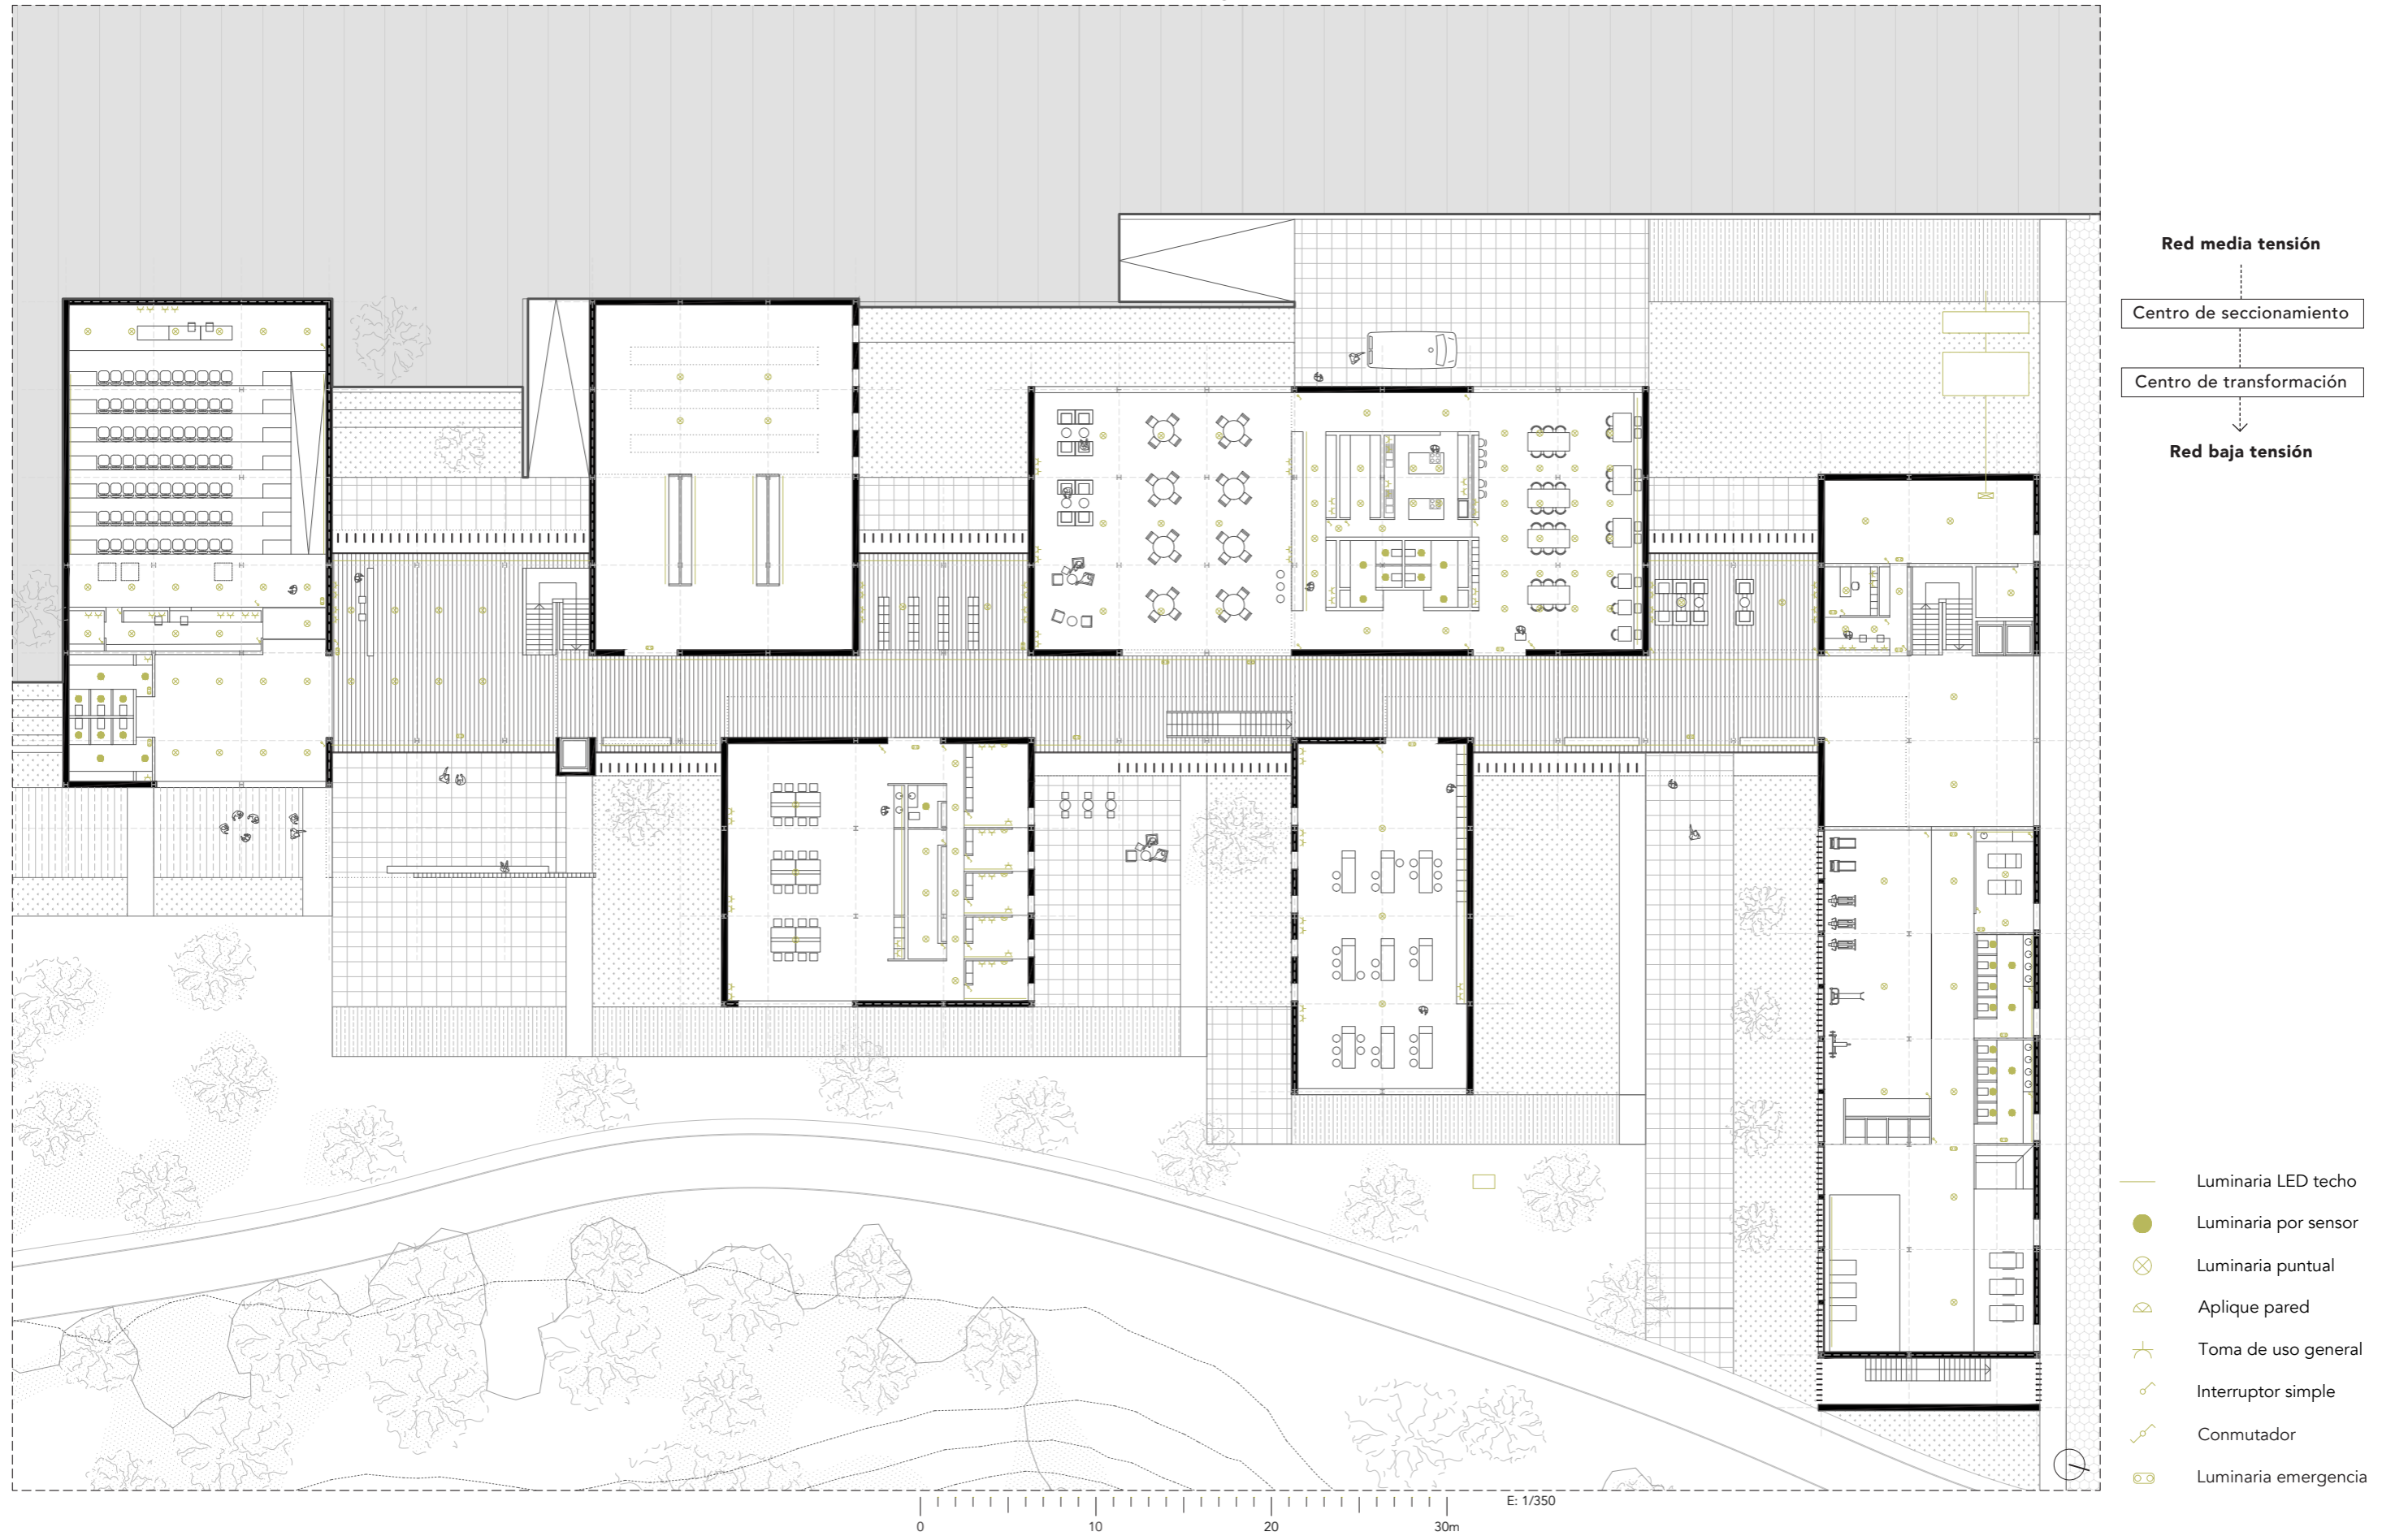 Red media tensión
Centro de seccionamiento
Centro de transformación
Red baja tensión
Luminaria LED techo
Luminaria por sensor
Luminaria puntual
Aplique pared
Toma de uso general
Interruptor simple
Conmutador
Luminaria emergencia
E: 1/350
0 10 20 30m